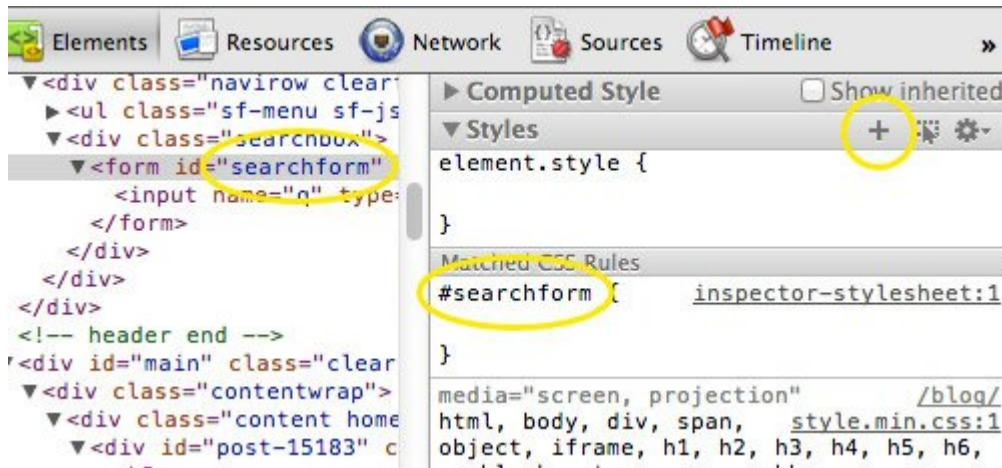 Elements Resources Network Sources Timeline »
▼<div class="navirow clear
▶<ul class="sf-menu sf-js
▼<div class="searchbox">
▼<form id="searchform"
<input name="q" type=
</form>
</div>
</div>
</div>
<!-- header end -->
▼<div id="main" class="clear
▼<div class="contentwrap">
▼<div class="content home
▼<div id="post-15183" c
▶ Computed Style Show inherited
▼ Styles +
element.style {
}
Matched CSS Rules
#searchform { inspector-stylesheet:1
}
media="screen, projection" /blog/
html, body, div, span, style.min.css:1
object, iframe, h1, h2, h3, h4, h5, h6,